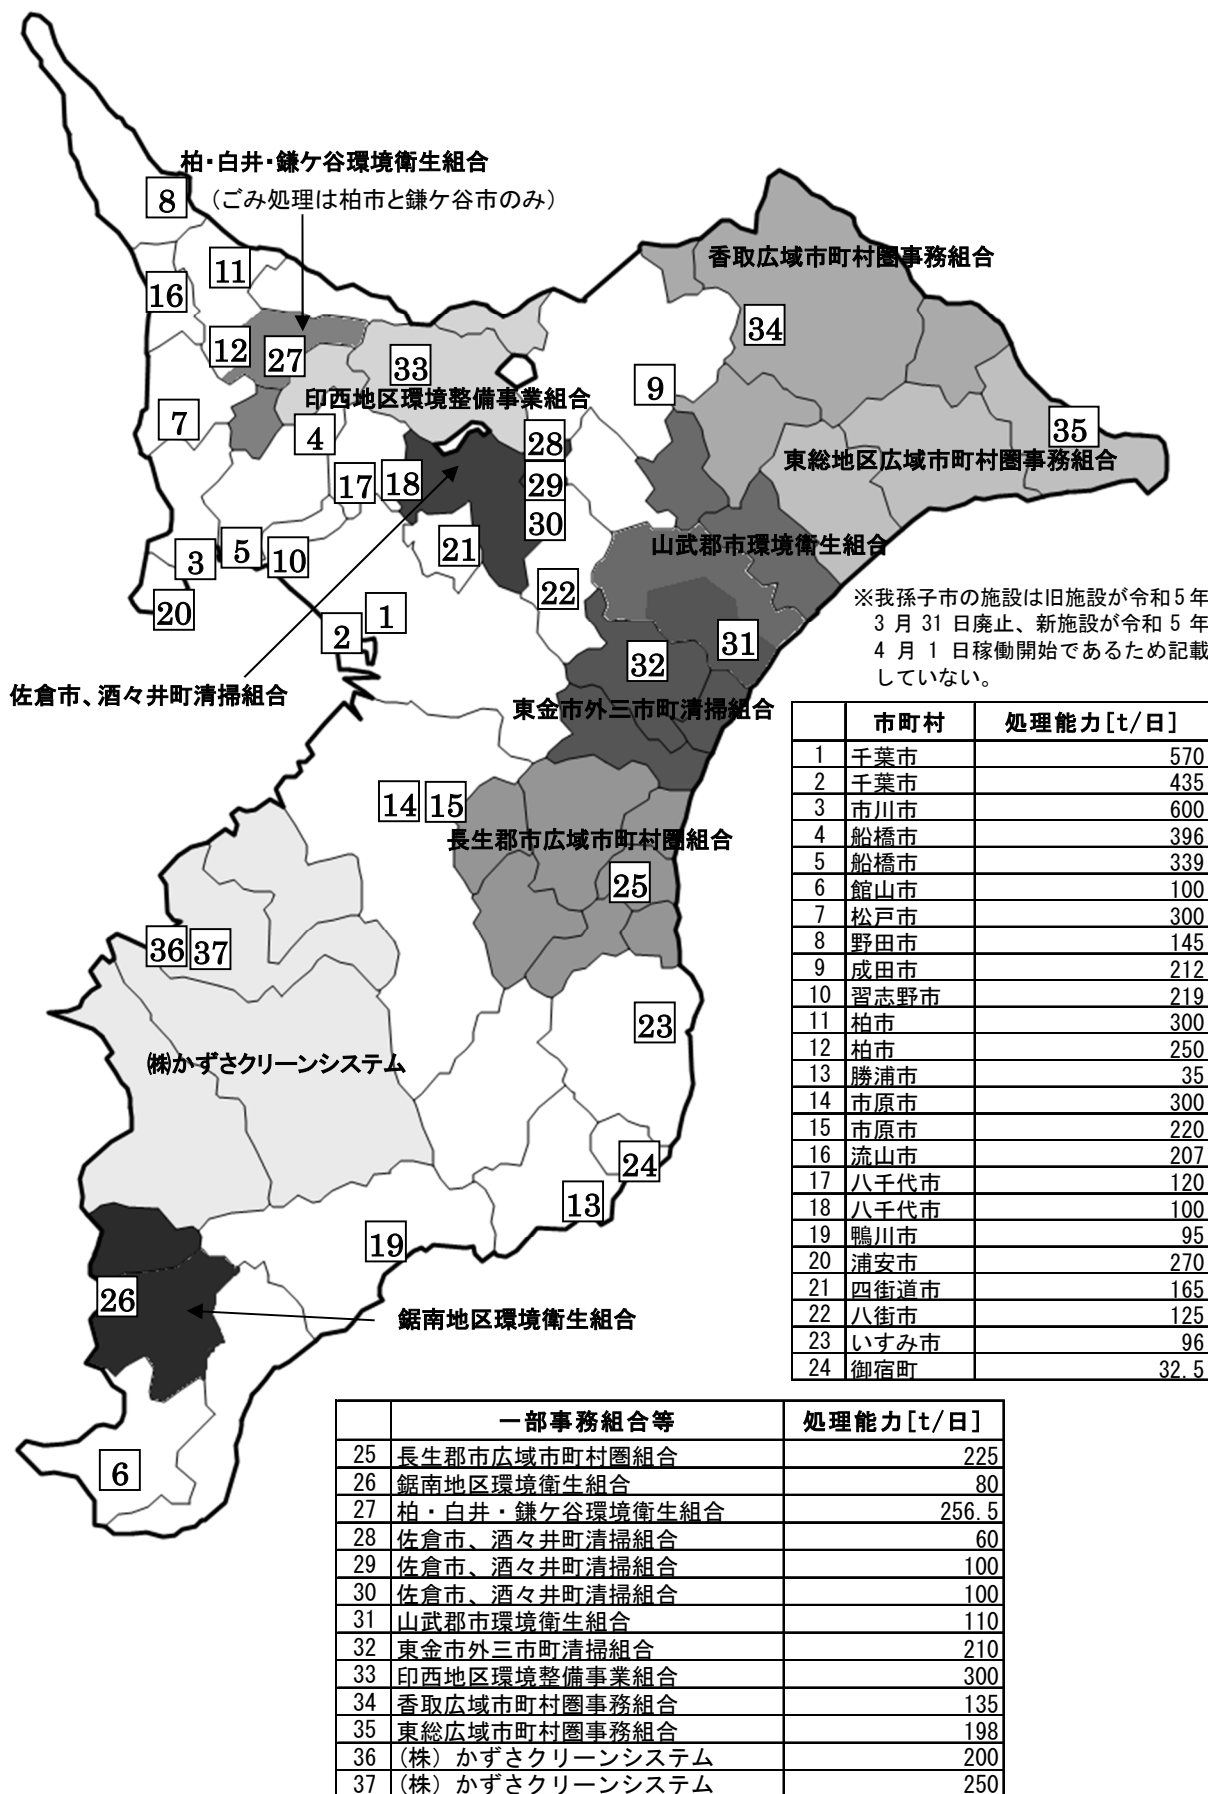 柏・白井・鎌ケ谷環境衛生組合
（ごみ処理は柏市と鎌ケ谷市のみ）
8
11
香取広域市町村圏事務組合
16
34
12
27
33
9
印西地区環境整備事業組合
7
4
28
35
東総地区広域市町村圏事務組合
17
18
29
30
21
山武郡市環境衛生組合
3
5
10
22
20
1
2
31
32
※我孫子市の施設は旧施設が令和5年
3月31日廃止、新施設が令和5年
4月1日稼働開始であるため記載
していない。
佐倉市、酒々井町清掃組合
東金市外三市町清掃組合
14
15
長生郡市広域市町村圏組合
25
36
37
23
㈱かずさクリーンシステム
24
13
19
26
鋸南地区環境衛生組合
6
市町村 処理能力[t/日]
1 千葉市 570
2 千葉市 435
3 市川市 600
4 船橋市 396
5 船橋市 339
6 館山市 100
7 松戸市 300
8 野田市 145
9 成田市 212
10 習志野市 219
11 柏市 300
12 柏市 250
13 勝浦市 35
14 市原市 300
15 市原市 220
16 流山市 207
17 八千代市 120
18 八千代市 100
19 鴨川市 95
20 浦安市 270
21 四街道市 165
22 八街市 125
23 いすみ市 96
24 御宿町 32.5
一部事務組合等 処理能力[t/日]
25 長生郡市広域市町村圏組合 225
26 鋸南地区環境衛生組合 80
27 柏・白井・鎌ケ谷環境衛生組合 256.5
28 佐倉市、酒々井町清掃組合 60
29 佐倉市、酒々井町清掃組合 100
30 佐倉市、酒々井町清掃組合 100
31 山武郡市環境衛生組合 110
32 東金市外三市町清掃組合 210
33 印西地区環境整備事業組合 300
34 香取広域市町村圏事務組合 135
35 東総広域市町村圏事務組合 198
36 （株）かずさクリーンシステム 200
37 （株）かずさクリーンシステム 250